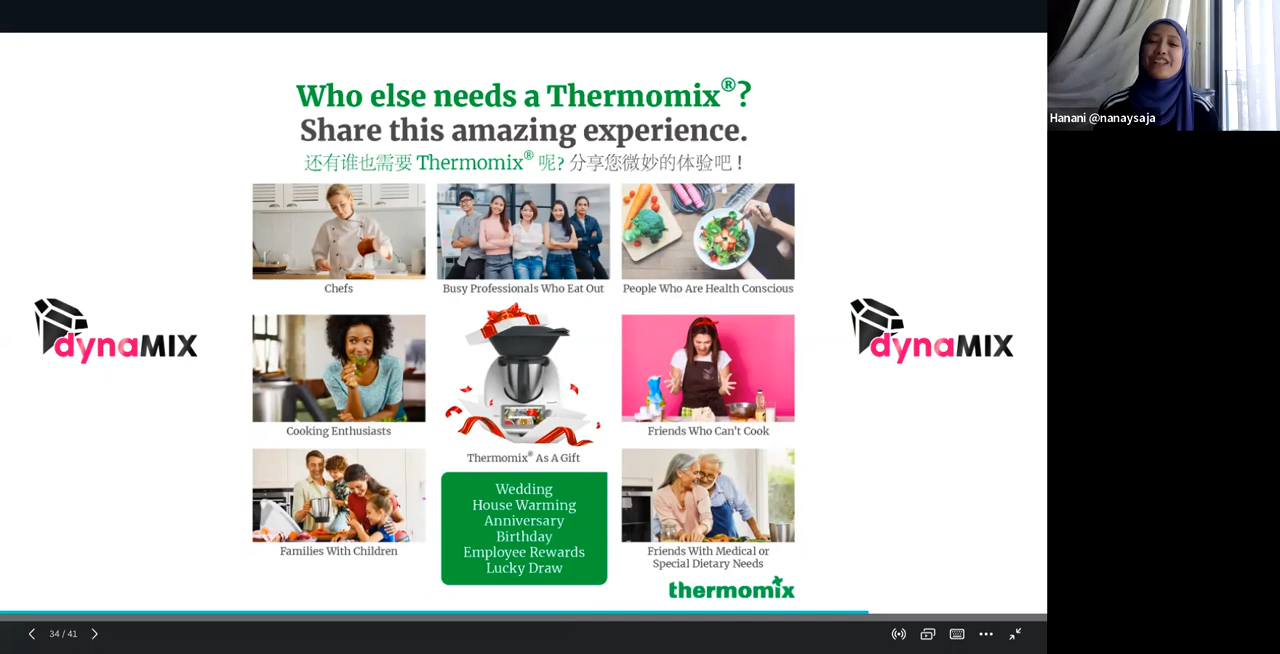 Who else needs a Thermomix®?
Share this amazing experience.
还有谁也需要 Thermomix® 呢? 分享您微妙的体验吧！
Hanani @nanaysaja
Chefs
Busy Professionals Who Eat Out
People Who Are Health Conscious
dynaMIX
dynaMIX
Cooking Enthusiasts
Thermomix® As A Gift
Friends Who Can't Cook
Wedding
House Warming
Anniversary
Birthday
Employee Rewards
Lucky Draw
Families With Children
Friends With Medical or
Special Dietary Needs
thermomix
34 / 41